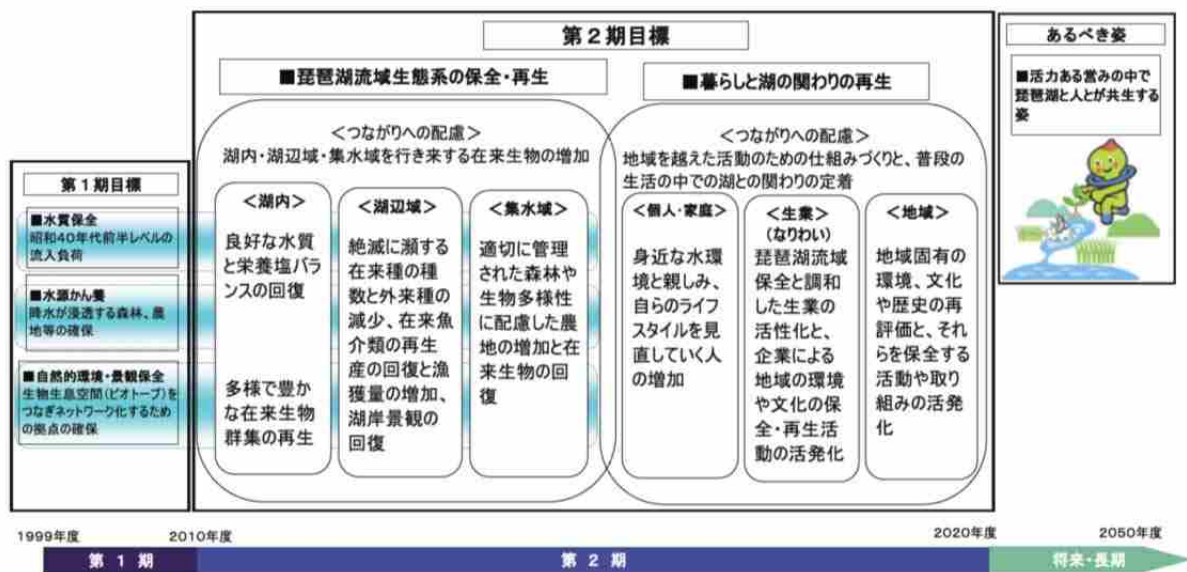 第2期目標
■琵琶湖流域生態系の保全・再生
<つながりへの配慮>
湖内・湖辺域・集水域を行き来する在来生物の増加
<湖内>
良好な水質
と栄養塩バラ
ンスの回復
多様で豊か
な在来生物
群集の再生
<湖辺域>
絶滅に瀕する
在来種の種
数と外来種の
減少、在来魚
介類の再生
産の回復と漁
獲量の増加、
湖岸景観の
回復
<集水域>
適切に管理
された森林や
生物多様性
に配慮した農
地の増加と在
来生物の回
復
■暮らしと湖の関わりの再生
<つながりへの配慮>
地域を越えた活動のための仕組みづくりと、普段の
生活の中での湖との関わりの定着
<個人・家庭>
身近な水環
境と親しみ、
自らのライフ
スタイルを見
直していく人
の増加
<生業>
(なりわい)
琵琶湖流域
保全と調和
した生業の
活性化と、
企業による
地域の環境
や文化の保
全・再生活
動の活発化
<地域>
地域固有の
環境、文化
や歴史の再
評価と、それ
らを保全する
活動や取り
組みの活発
化
第1期目標
■水質保全
昭和40年代前半レベルの
流入負荷
■水源かん養
降水が浸透する森林、農
地等の確保
■自然的環境・景観保全
生物生息空間(ビオトープ)を
つなぎネットワーク化するため
の拠点の確保
あるべき姿
■活力ある営みの中で
琵琶湖と人とが共生する
姿
1999年度
2010年度
2020年度
2050年度
第 1 期
第 2 期
将来・長期